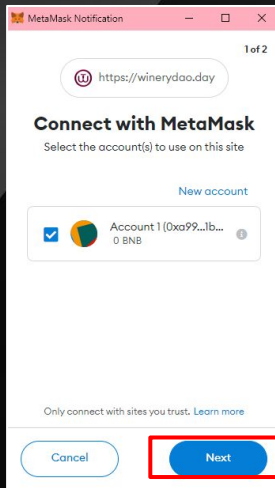 MetaMask Notification
1 of 2
https://winerydao.day
Connect with MetaMask
Select the account(s) to use on this site
New account
Account 1 (0xa99...1b...
0 BNB
Only connect with sites you trust. Learn more
Cancel
Next